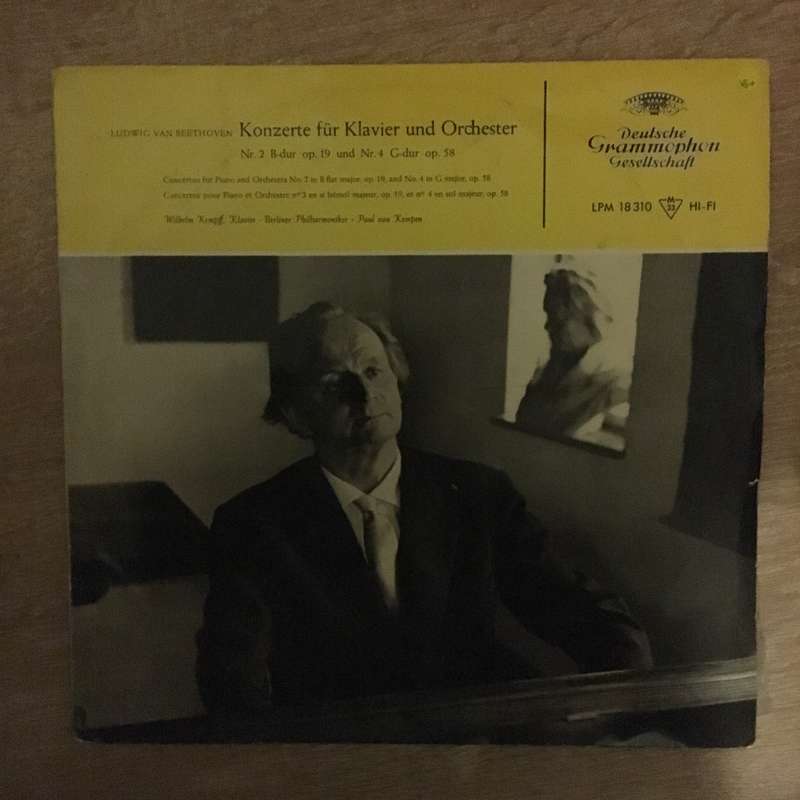 LUDWIG VAN BEETHOVEN Konzerte für Klavier und Orchester
Nr. 2 B-dur op. 19 und Nr. 4 G-dur op. 58
Concertos for Piano and Orchestra No. 2 in B flat major, op. 19, and No. 4 in G major, op. 58
Concertos pour Piano et Orchestre nº 2 en si bémol majeur, op. 19, et nº 4 en sol majeur, op. 58
Wilhelm Kempff, Klavier - Berliner Philharmoniker - Paul van Kempen
Deutsche
Grammophon
Gesellschaft
LPM 18 310 M 33 HI-FI